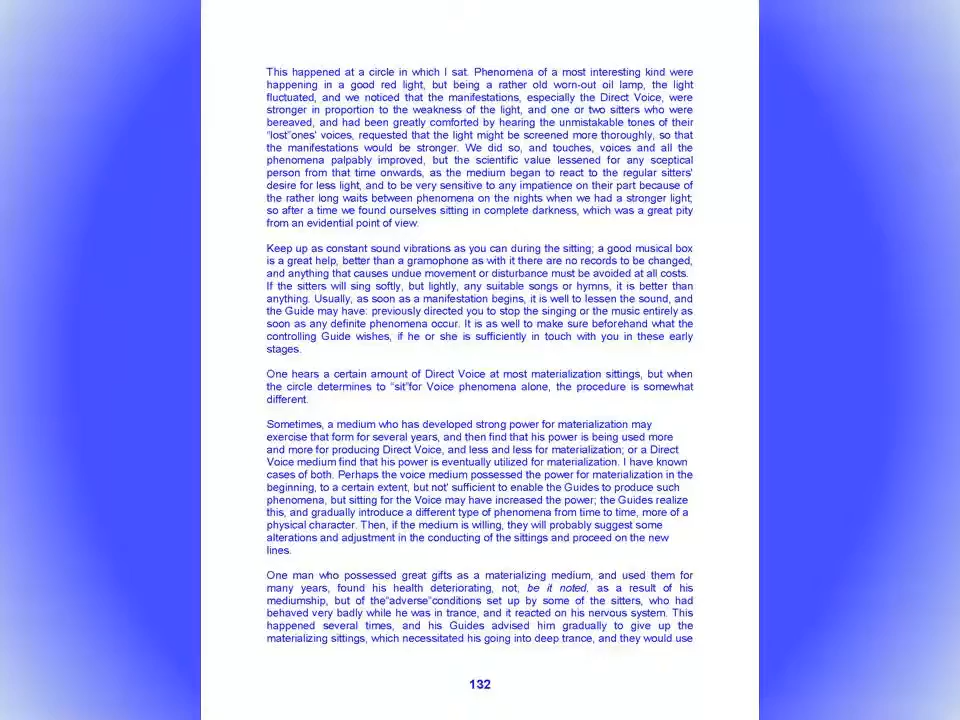 This happened at a circle in which I sat. Phenomena of a most interesting kind were
happening in a good red light, but being a rather old worn-out oil lamp, the light
fluctuated, and we noticed that the manifestations, especially the Direct Voice, were
stronger in proportion to the weakness of the light, and one or two sitters who were
bereaved, and had been greatly comforted by hearing the unmistakable tones of their
“lost”ones' voices, requested that the light might be screened more thoroughly, so that
the manifestations would be stronger. We did so, and touches, voices and all the
phenomena palpably improved, but the scientific value lessened for any sceptical
person from that time onwards, as the medium began to react to the regular sitters'
desire for less light, and to be very sensitive to any impatience on their part because of
the rather long waits between phenomena on the nights when we had a stronger light;
so after a time we found ourselves sitting in complete darkness, which was a great pity
from an evidential point of view.
Keep up as constant sound vibrations as you can during the sitting; a good musical box
is a great help, better than a gramophone as with it there are no records to be changed,
and anything that causes undue movement or disturbance must be avoided at all costs.
If the sitters will sing softly, but lightly, any suitable songs or hymns, it is better than
anything. Usually, as soon as a manifestation begins, it is well to lessen the sound, and
the Guide may have: previously directed you to stop the singing or the music entirely as
soon as any definite phenomena occur. It is as well to make sure beforehand what the
controlling Guide wishes, if he or she is sufficiently in touch with you in these early
stages.
One hears a certain amount of Direct Voice at most materialization sittings, but when
the circle determines to “sit”for Voice phenomena alone, the procedure is somewhat
different.
Sometimes, a medium who has developed strong power for materialization may
exercise that form for several years, and then find that his power is being used more
and more for producing Direct Voice, and less and less for materialization; or a Direct
Voice medium find that his power is eventually utilized for materialization. I have known
cases of both. Perhaps the voice medium possessed the power for materialization in the
beginning, to a certain extent, but not' sufficient to enable the Guides to produce such
phenomena, but sitting for the Voice may have increased the power; the Guides realize
this, and gradually introduce a different type of phenomena from time to time, more of a
physical character. Then, if the medium is willing, they will probably suggest some
alterations and adjustment in the conducting of the sittings and proceed on the new
lines.
One man who possessed great gifts as a materializing medium, and used them for
many years, found his health deteriorating, not, be it noted, as a result of his
mediumship, but of the“adverse”conditions set up by some of the sitters, who had
behaved very badly while he was in trance, and it reacted on his nervous system. This
happened several times, and his Guides advised him gradually to give up the
materializing sittings, which necessitated his going into deep trance, and they would use
132